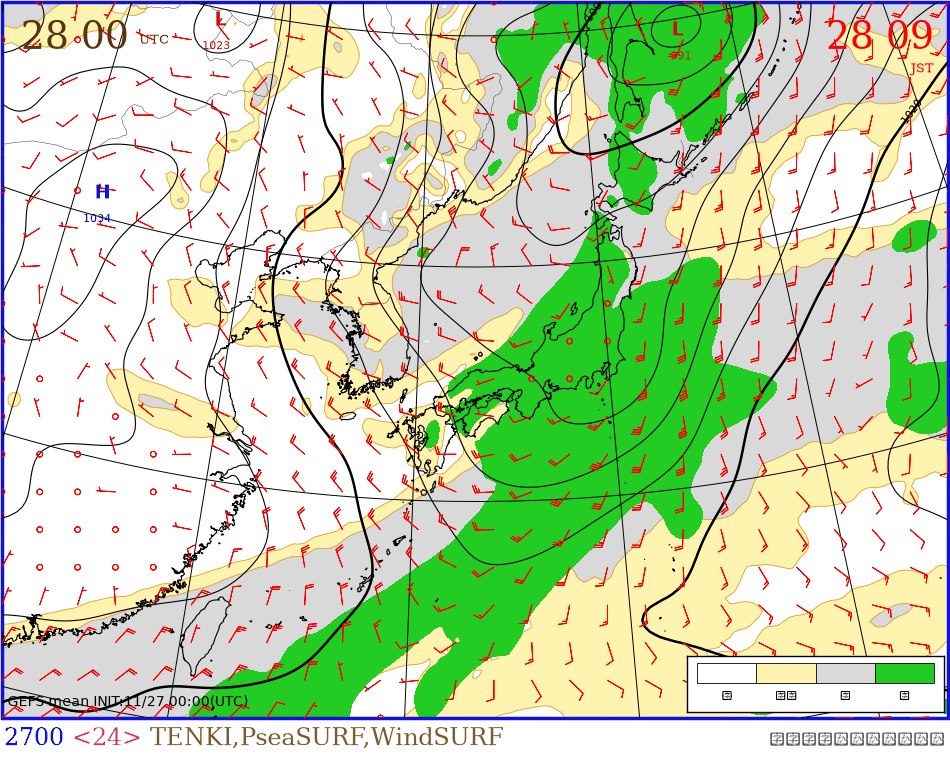 28 00 UTC
L
1023
L
991
28 09
JST
1020
H
1034
GEFS mean INIT:11/27 00:00(UTC)
2700 <24> TENKI,PseaSURF,WindSURF